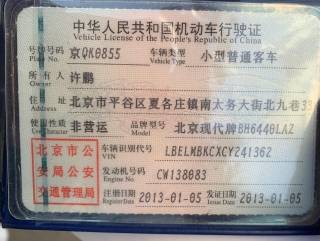 中华人民共和国机动车行驶证
Vehicle License of the People's Republic of China
号牌号码 京QK0855 车辆类型 小型普通客车
Plate No. Vehicle Type
所有人 许鹏
Owner
住址 北京市平谷区夏各庄镇南太务大街北九巷33
Address
使用性质 非营运 品牌型号 北京现代牌BH6440LAZ
Use Character Model
北京市公 车辆识别代号 LBELMBKCXCY241362
VIN
安局公安 发动机号码 CW138083
Engine No.
交通管理局 注册日期 2013-01-05 发证日期 2013-01-05
Register Date Issue Date